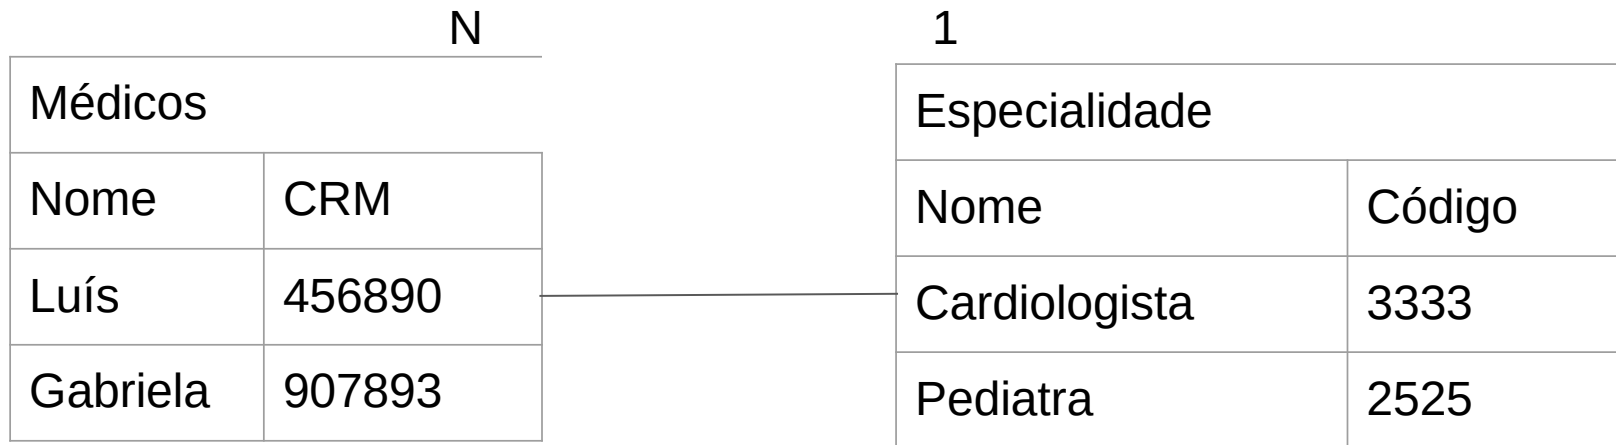 N
Médicos
Nome CRM
Luís 456890
Gabriela 907893
1
Especialidade
Nome Código
Cardiologista 3333
Pediatra 2525